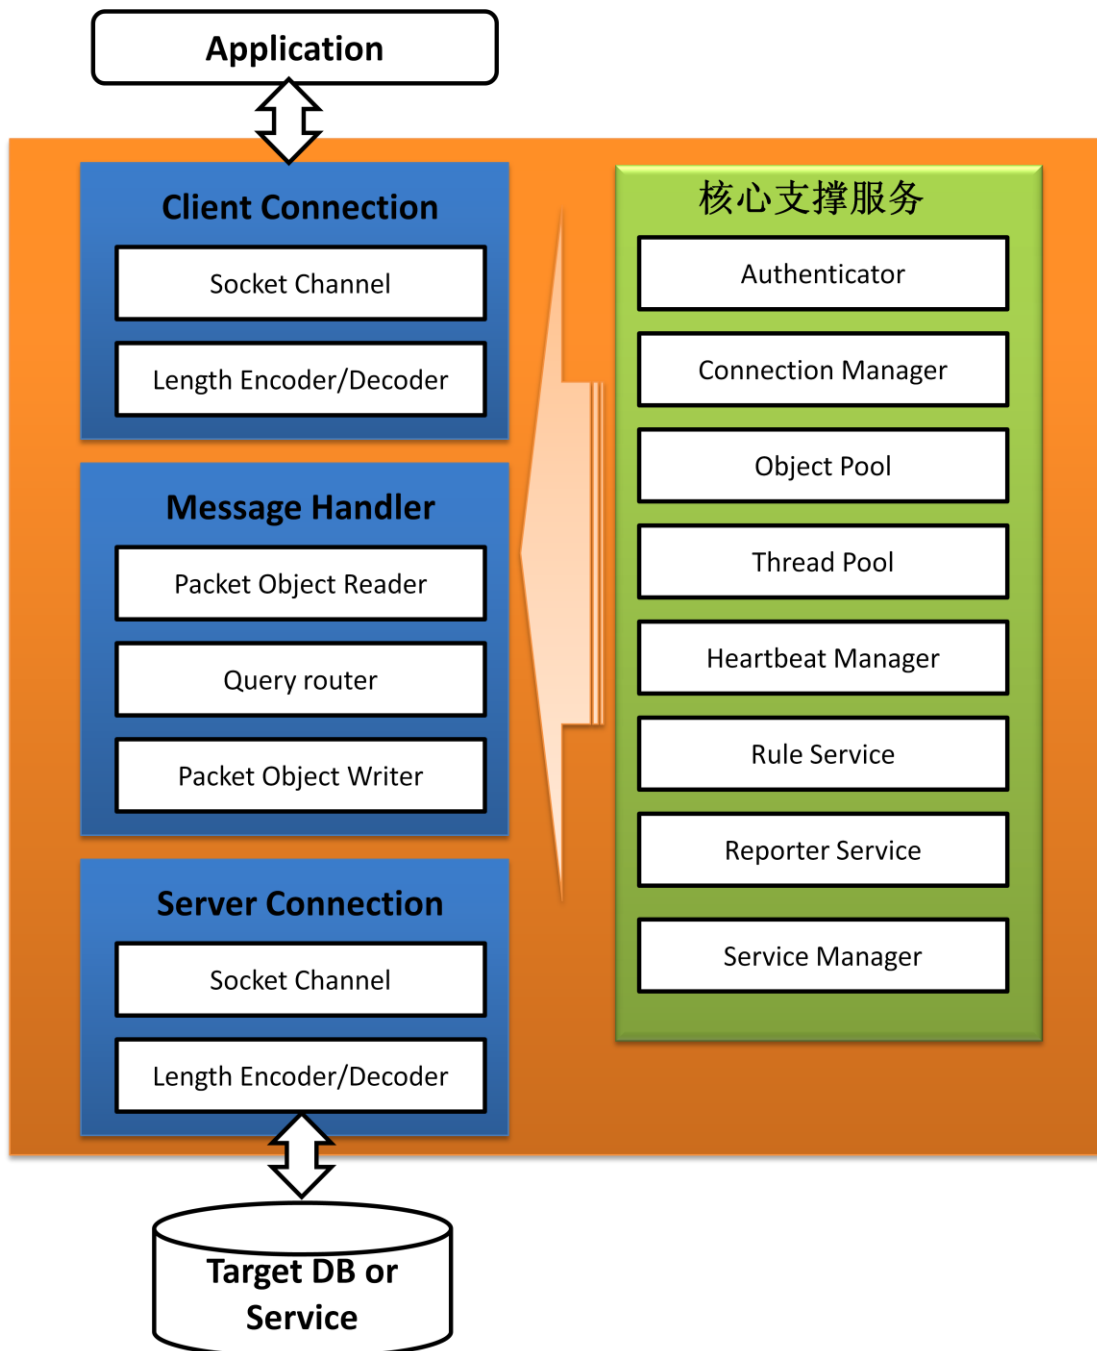 Application
Client Connection
Socket Channel
Length Encoder/Decoder
Message Handler
Packet Object Reader
Query router
Packet Object Writer
Server Connection
Socket Channel
Length Encoder/Decoder
Target DB or
Service
核心支撑服务
Authenticator
Connection Manager
Object Pool
Thread Pool
Heartbeat Manager
Rule Service
Reporter Service
Service Manager